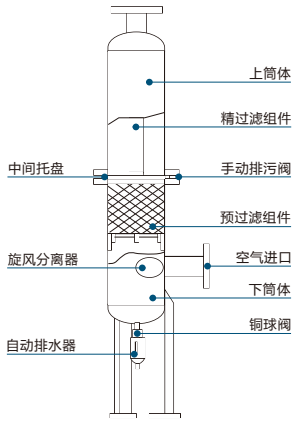 上筒体
精过滤组件
中间托盘
手动排污阀
预过滤组件
旋风分离器
空气进口
下筒体
铜球阀
自动排水器